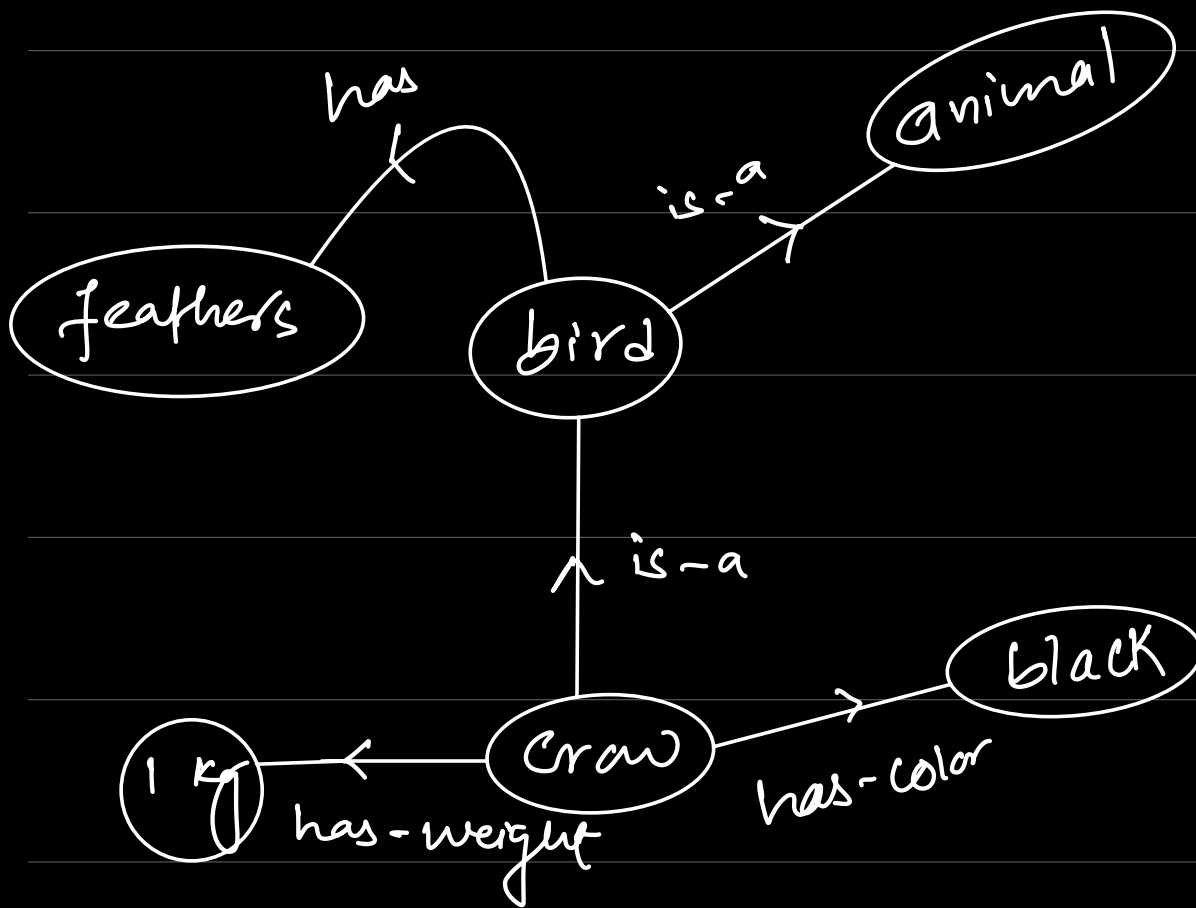 has
animal
is-a
feathers
bird
is-a
black
crow
1 kg
has-weight
has-color